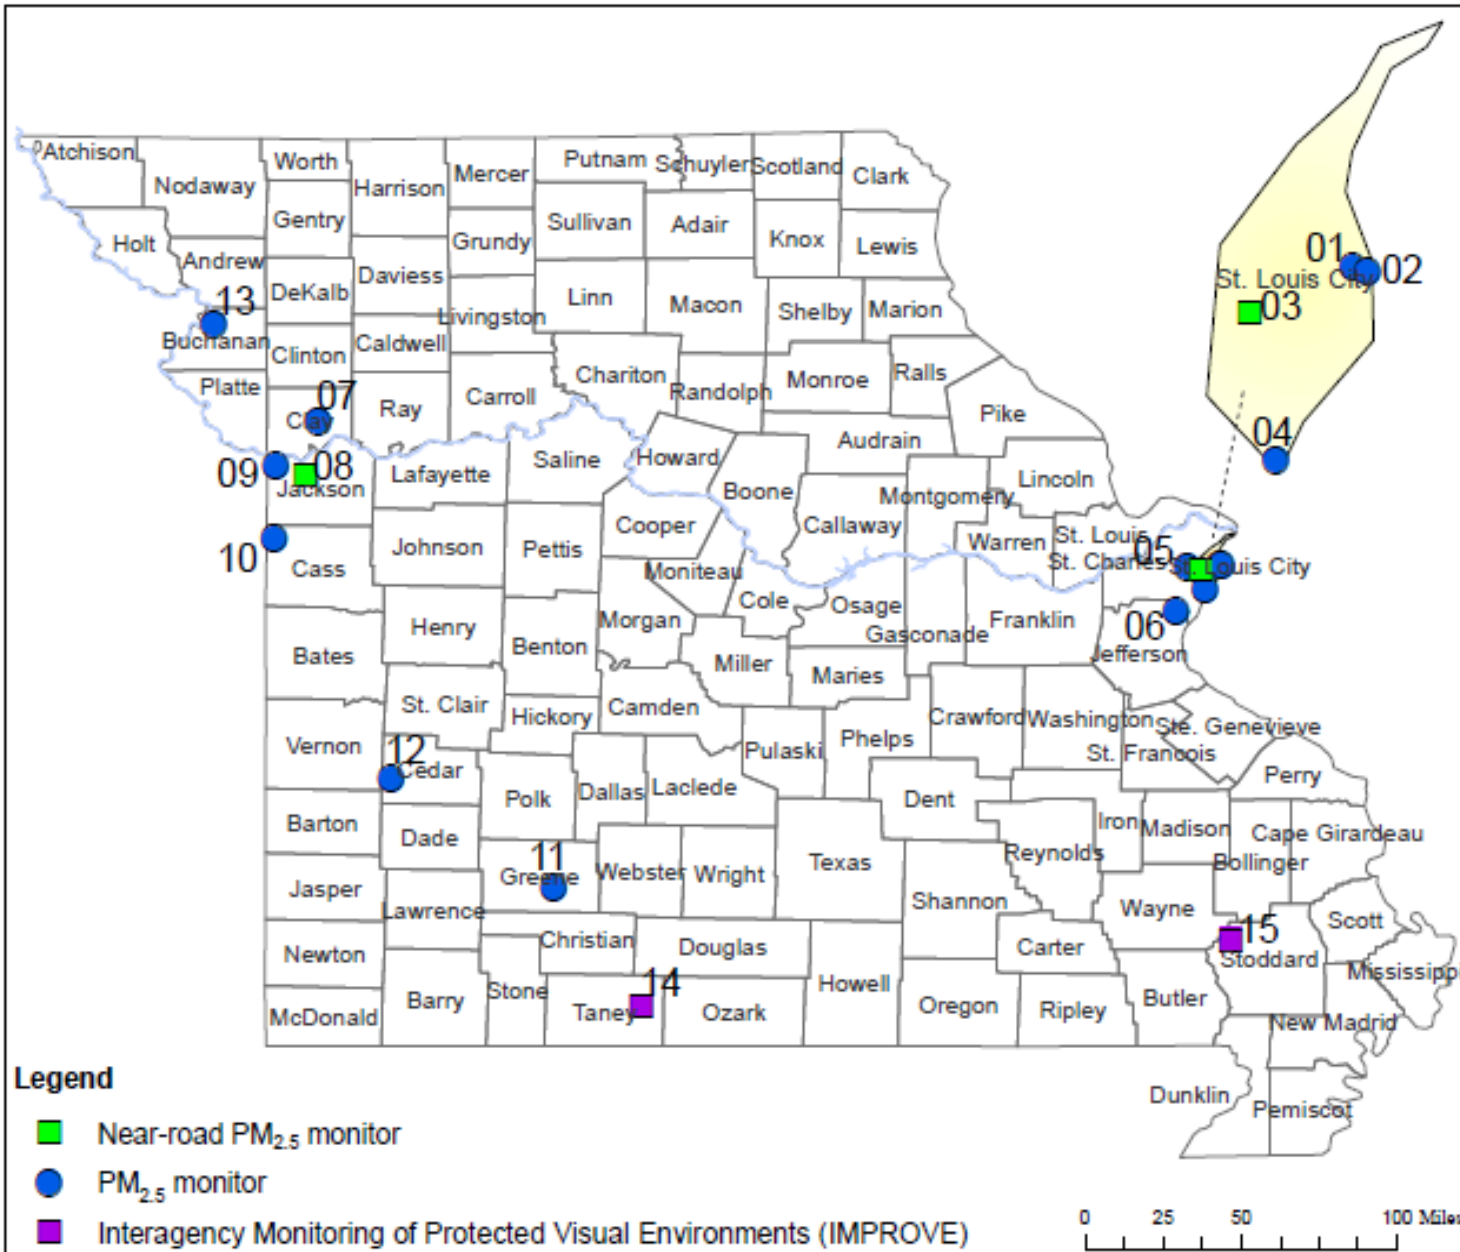 Atchison
Nodaway
Worth
Harrison
Mercer
Putnam
Schuyler
Scotland
Clark
Gentry
Sullivan
Adair
Knox
Lewis
Holt
Andrew
Grundy
DeKalb
Daviess
Linn
Macon
Shelby
Marion
Livingston
13
Buchanan
Clinton
Caldwell
Chariton
Randolph
Monroe
Ralls
Platte
07
Clay
Ray
Carroll
Pike
Audrain
09
08
Jackson
Lafayette
Saline
Howard
Boone
Callaway
Montgomery
Lincoln
10
Cass
Johnson
Pettis
Cooper
Moniteau
Warren
St. Louis
St. Charles
05
St. Louis City
01
02
St. Louis City
03
04
Bates
Henry
Benton
Morgan
Cole
Osage
Gasconade
Franklin
06
Jefferson
Miller
Maries
Vernon
St. Clair
Hickory
Camden
Pulaski
Phelps
Crawford
Washington
Ste. Genevieve
St. Francois
Perry
12
Cedar
Polk
Dallas
Laclede
Dent
Barton
Dade
Iron
Madison
Cape Girardeau
Bollinger
Reynolds
11
Greene
Webster
Wright
Texas
Jasper
Lawrence
Shannon
Wayne
Scott
Newton
Christian
Douglas
Carter
15
Stoddard
Mississippi
McDonald
Barry
Stone
14
Taney
Ozark
Howell
Oregon
Ripley
Butler
New Madrid
Dunklin
Pemiscot
Legend
Near-road PM2.5 monitor
PM2.5 monitor
Interagency Monitoring of Protected Visual Environments (IMPROVE)
0 25 50 100 Miles